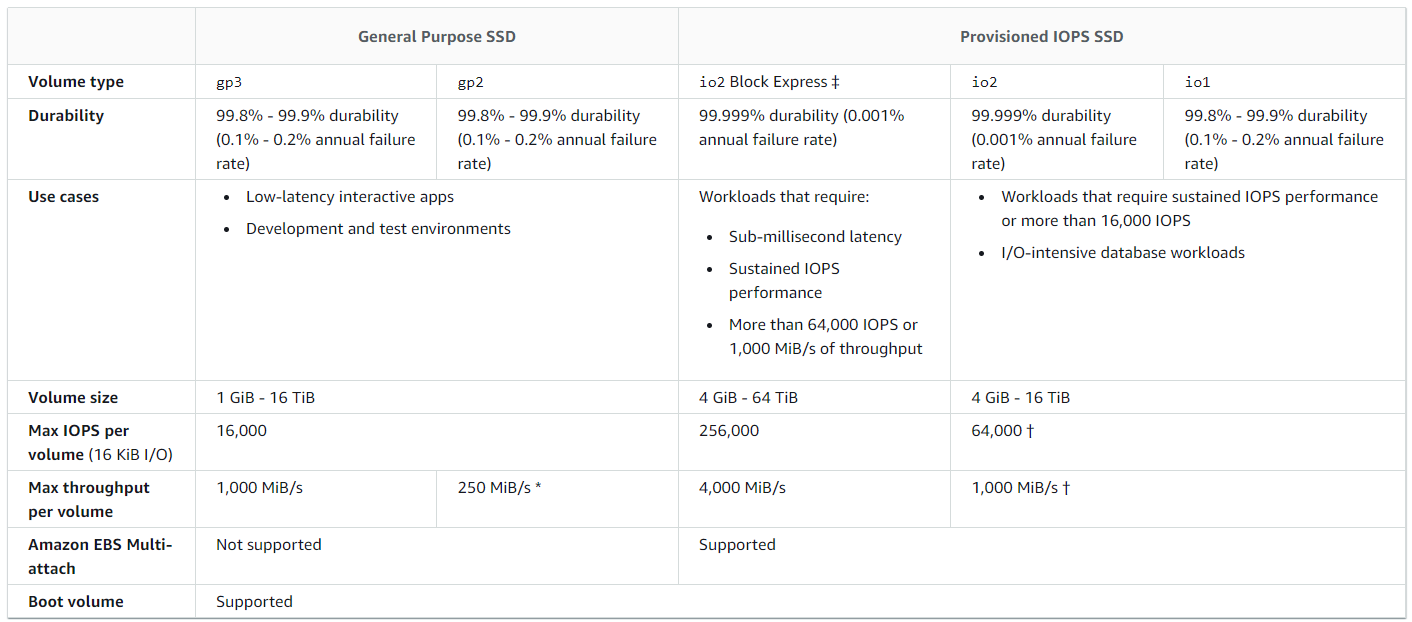 General Purpose SSD
Provisioned IOPS SSD
Volume type
gp3
gp2
io2 Block Express ‡
io2
io1
Durability
99.8% - 99.9% durability
(0.1% - 0.2% annual failure
rate)
99.8% - 99.9% durability
(0.1% - 0.2% annual failure
rate)
99.999% durability (0.001%
annual failure rate)
99.999% durability
(0.001% annual failure
rate)
99.8% - 99.9% durability
(0.1% - 0.2% annual failure
rate)
Use cases
• Low-latency interactive apps
• Development and test environments
Workloads that require:
• Sub-millisecond latency
• Sustained IOPS
performance
• More than 64,000 IOPS or
1,000 MiB/s of throughput
• Workloads that require sustained IOPS performance
or more than 16,000 IOPS
• I/O-intensive database workloads
Volume size
1 GiB - 16 TiB
4 GiB - 64 TiB
4 GiB - 16 TiB
Max IOPS per
volume (16 KiB I/O)
16,000
256,000
64,000 †
Max throughput
per volume
1,000 MiB/s
250 MiB/s *
4,000 MiB/s
1,000 MiB/s †
Amazon EBS Multi-
attach
Not supported
Supported
Boot volume
Supported